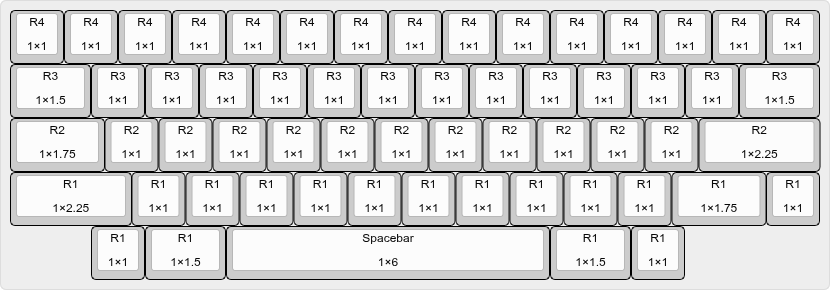 R4 R4 R4 R4 R4 R4 R4 R4 R4 R4 R4 R4 R4 R4 R4
1×1 1×1 1×1 1×1 1×1 1×1 1×1 1×1 1×1 1×1 1×1 1×1 1×1 1×1 1×1
R3 R3 R3 R3 R3 R3 R3 R3 R3 R3 R3 R3 R3 R3
1×1.5 1×1 1×1 1×1 1×1 1×1 1×1 1×1 1×1 1×1 1×1 1×1 1×1 1×1.5
R2 R2 R2 R2 R2 R2 R2 R2 R2 R2 R2 R2 R2
1×1.75 1×1 1×1 1×1 1×1 1×1 1×1 1×1 1×1 1×1 1×1 1×1 1×2.25
R1 R1 R1 R1 R1 R1 R1 R1 R1 R1 R1 R1 R1
1×2.25 1×1 1×1 1×1 1×1 1×1 1×1 1×1 1×1 1×1 1×1 1×1.75 1×1
R1 R1 Spacebar R1 R1
1×1 1×1.5 1×6 1×1.5 1×1